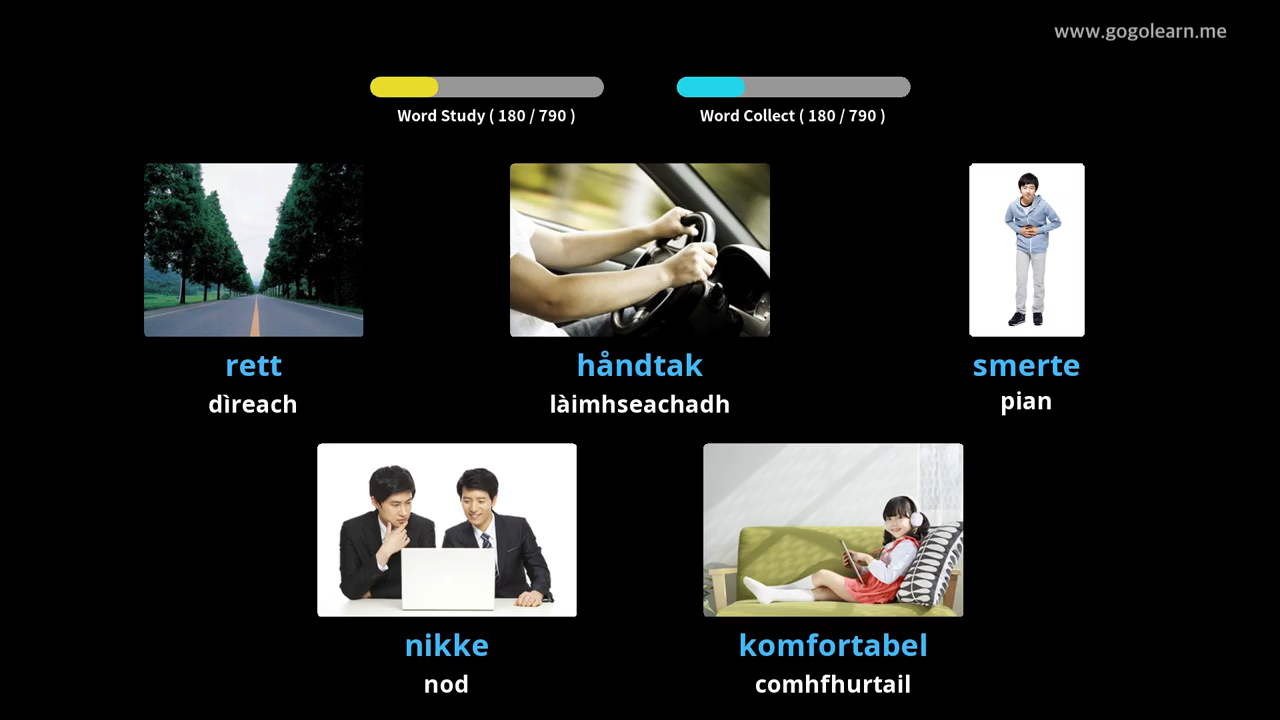 www.gogolearn.me
Word Study ( 180 / 790 )
Word Collect ( 180 / 790 )
rett
dìreach
håndtak
làimhseachadh
smerte
pian
nikke
nod
komfortabel
comhfhurtail